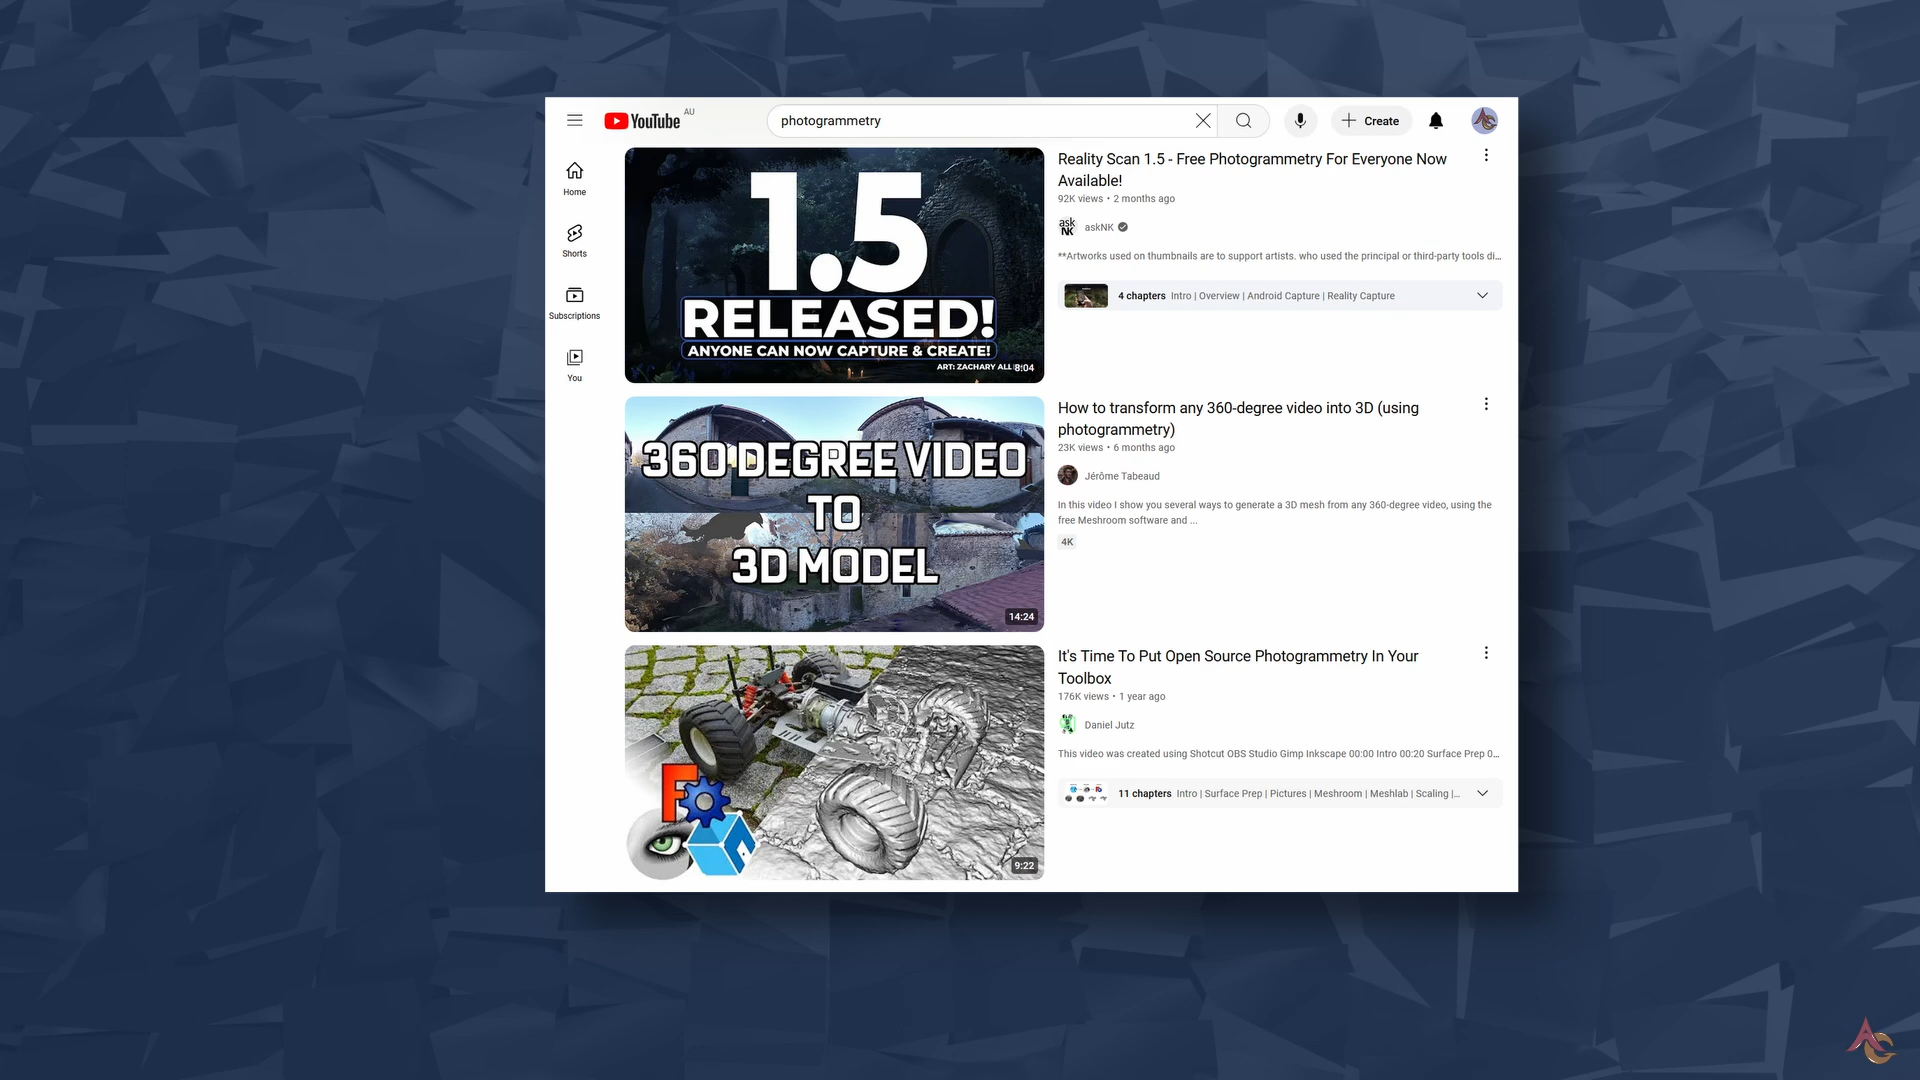 YouTube AU
photogrammetry
Create
Home
Shorts
Subscriptions
You
1.5
RELEASED!
ANYONE CAN NOW CAPTURE & CREATE!
ART: ZACHARY ALL
8:04
Reality Scan 1.5 - Free Photogrammetry For Everyone Now
Available!
92K views • 2 months ago
ask
NK
askNK
**Artworks used on thumbnails are to support artists. who used the principal or third-party tools di...
4 chapters Intro | Overview | Android Capture | Reality Capture
360 DEGREE VIDEO
TO
3D MODEL
14:24
How to transform any 360-degree video into 3D (using
photogrammetry)
23K views • 6 months ago
Jérôme Tabeaud
In this video I show you several ways to generate a 3D mesh from any 360-degree video, using the
free Meshroom software and ...
4K
9:22
It's Time To Put Open Source Photogrammetry In Your
Toolbox
176K views • 1 year ago
Daniel Jutz
This video was created using Shotcut OBS Studio Gimp Inkscape 00:00 Intro 00:20 Surface Prep 0...
11 chapters Intro | Surface Prep | Pictures | Meshroom | Meshlab | Scaling |...
AG